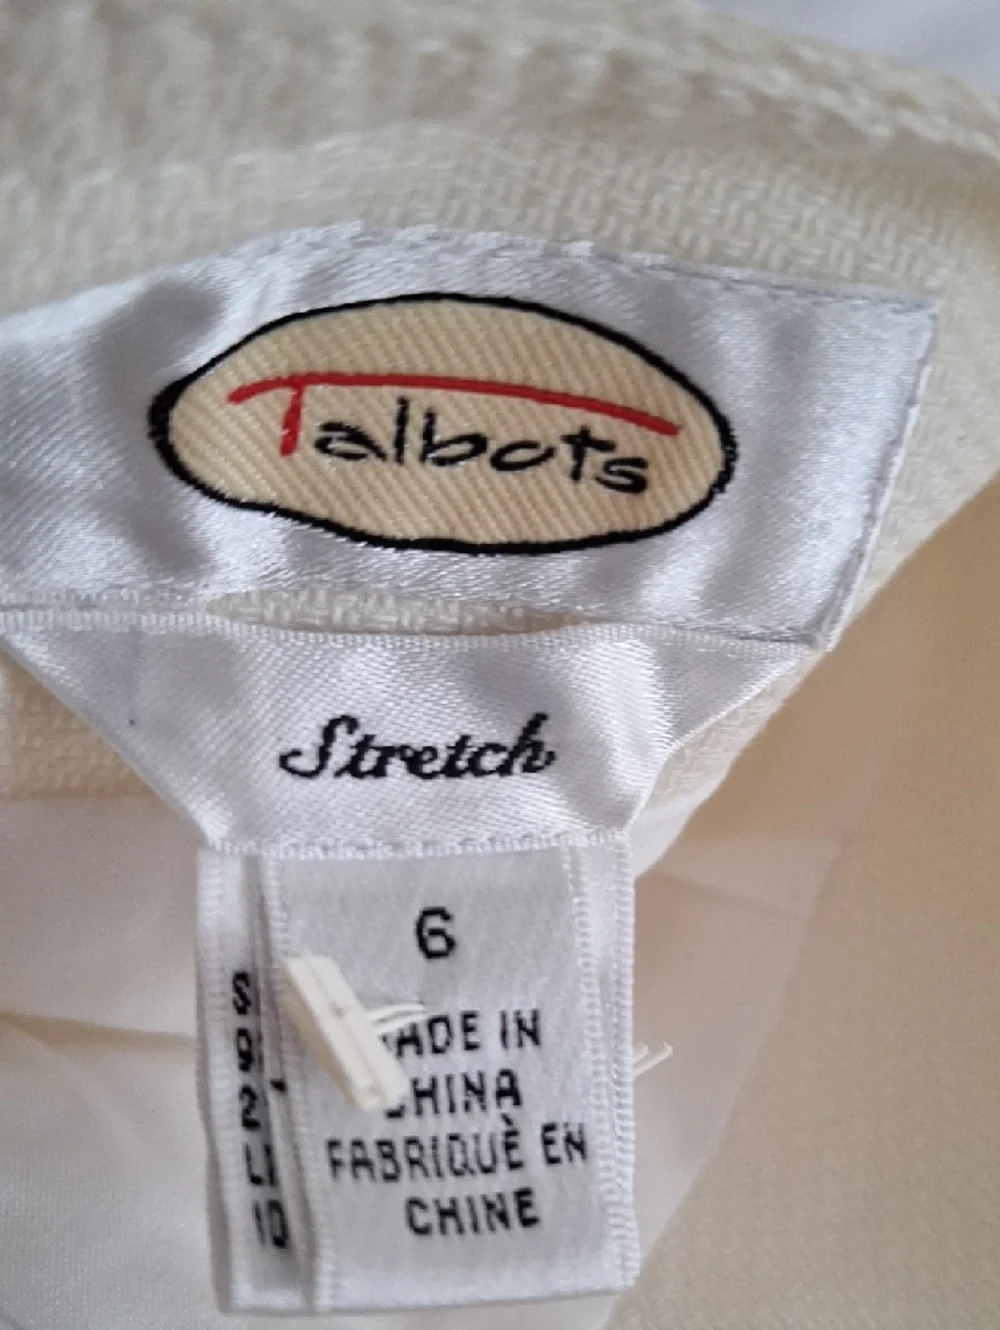 Talbots
Stretch
6
MADE IN
CHINA
FABRIQUÈ EN
CHINE